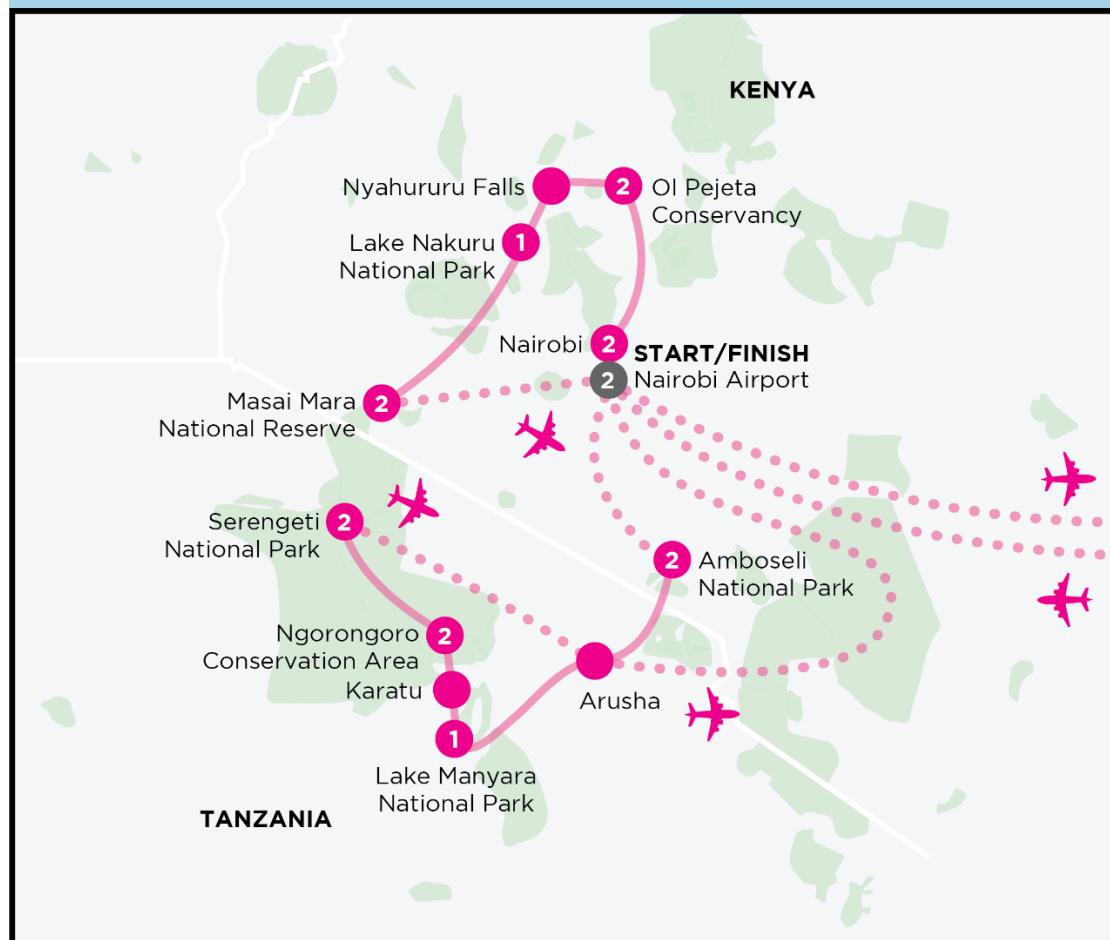 KENYA
Nyahururu Falls
2
Ol Pejeta
Conservancy
Lake Nakuru
National Park
1
Nairobi
2
START/FINISH
Nairobi Airport
2
Masai Mara
National Reserve
2
Serengeti
National Park
2
2
Amboseli
National Park
Ngorongoro
Conservation Area
2
Karatu
Arusha
1
Lake Manyara
National Park
TANZANIA